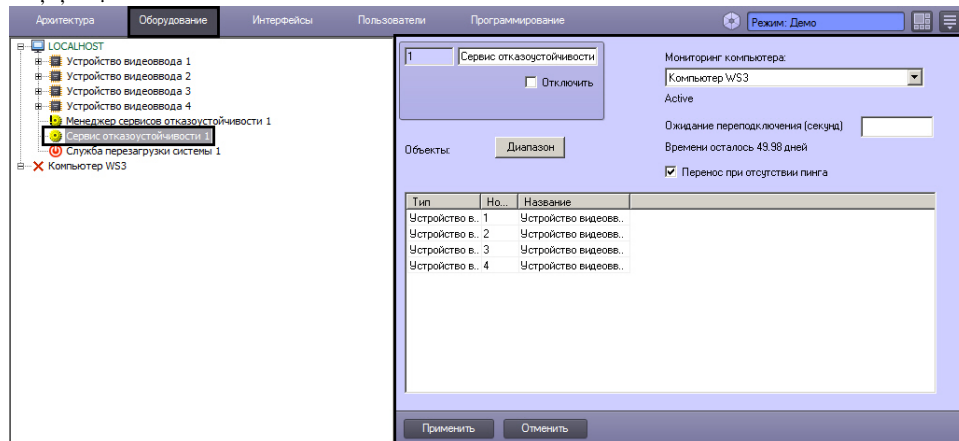 Архитектура Оборудование Интерфейсы Пользователи Программирование Режим: Демо
LOCALHOST
Устройство видеоввода 1
Устройство видеоввода 2
Устройство видеоввода 3
Устройство видеоввода 4
Менеджер сервисов отказоустойчивости 1
Сервис отказоустойчивости 1
Служба перезагрузки системы 1
Компьютер WS3
1 Сервис отказоустойчивости
Отключить
Объекты: Диапазон
Мониторинг компьютера:
Компьютер WS3
Active
Ожидание переподключения (секунд)
Времени осталось 49.98 дней
Перенос при отсутствии пинга
Тип Но... Название
Устройство в.. 1 Устройство видеовв..
Устройство в.. 2 Устройство видеовв..
Устройство в.. 3 Устройство видеовв..
Устройство в.. 4 Устройство видеовв..
Применить Отменить